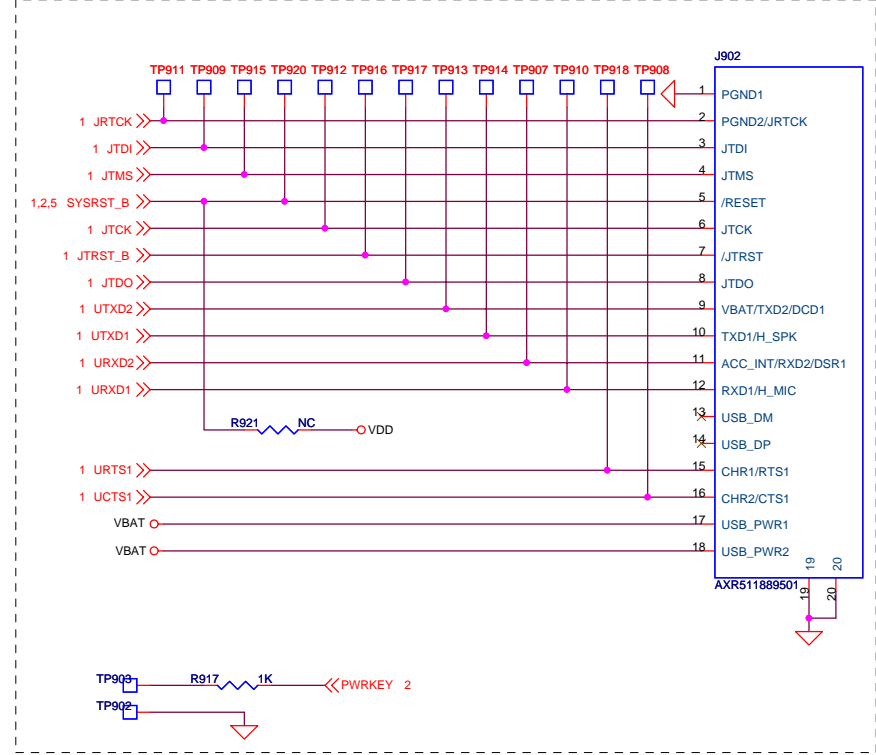 J902
TP911 TP909 TP915 TP920 TP912 TP916 TP917 TP913 TP914 TP907 TP910 TP918 TP908
1 PGND1
1 JRTCK 2 PGND2/JRTCK
1 JTDI 3 JTDI
1 JTMS 4 JTMS
1,2,5 SYSRST_B 5 /RESET
1 JTCK 6 JTCK
1 JTRST_B 7 /JTRST
1 JTDO 8 JTDO
1 UTXD2 9 VBAT/TXD2/DCD1
1 UTXD1 10 TXD1/H_SPK
1 URXD2 11 ACC_INT/RXD2/DSR1
1 URXD1 12 RXD1/H_MIC
13 USB_DM
R921 NC VDD
14 USB_DP
1 URTS1 15 CHR1/RTS1
1 UCTS1 16 CHR2/CTS1
VBAT 17 USB_PWR1
VBAT 18 USB_PWR2
19 20
AXR511889501
19 20
TP903 R917 1K PWRKEY 2
TP902